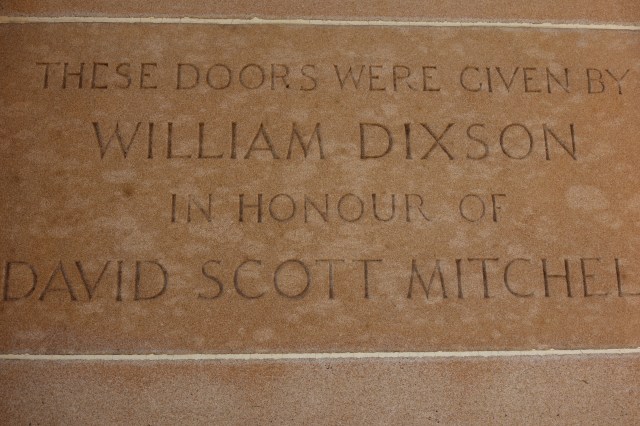 THESE DOORS WERE GIVEN BY
WILLIAM DIXSON
IN HONOUR OF
DAVID SCOTT MITCHEL